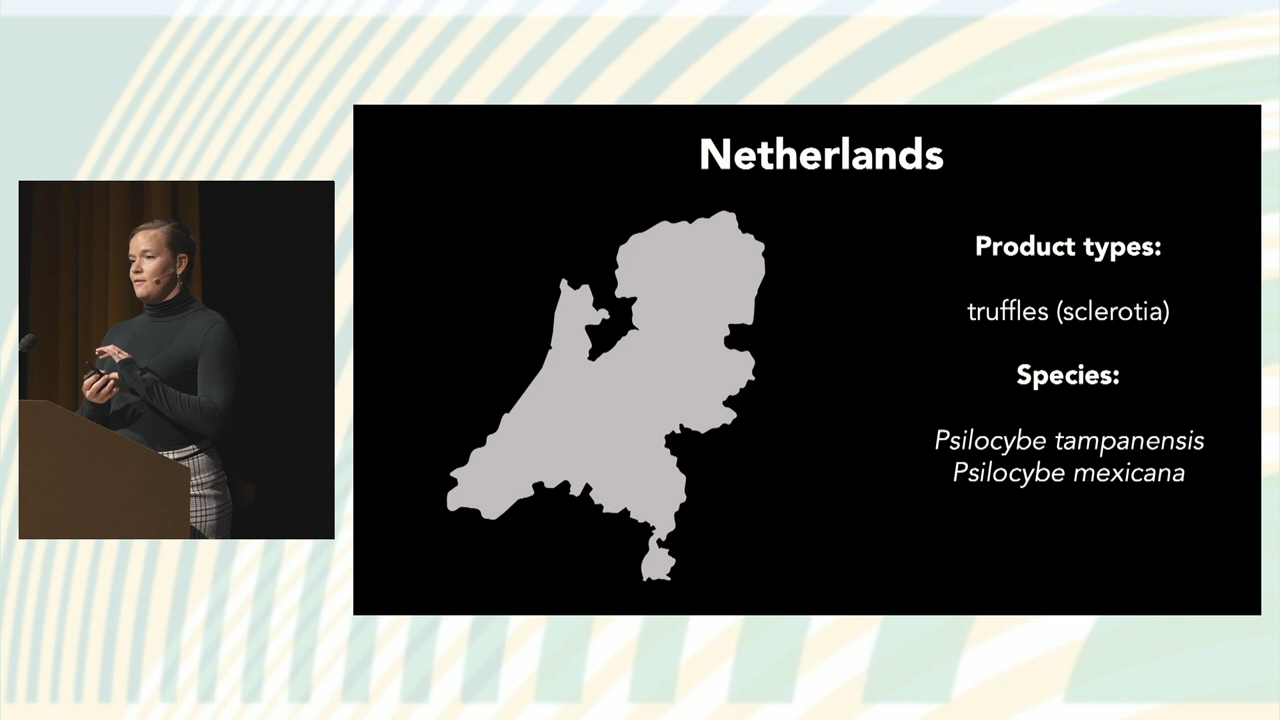 Netherlands
Product types:
truffles (sclerotia)
Species:
Psilocybe tampanensis
Psilocybe mexicana